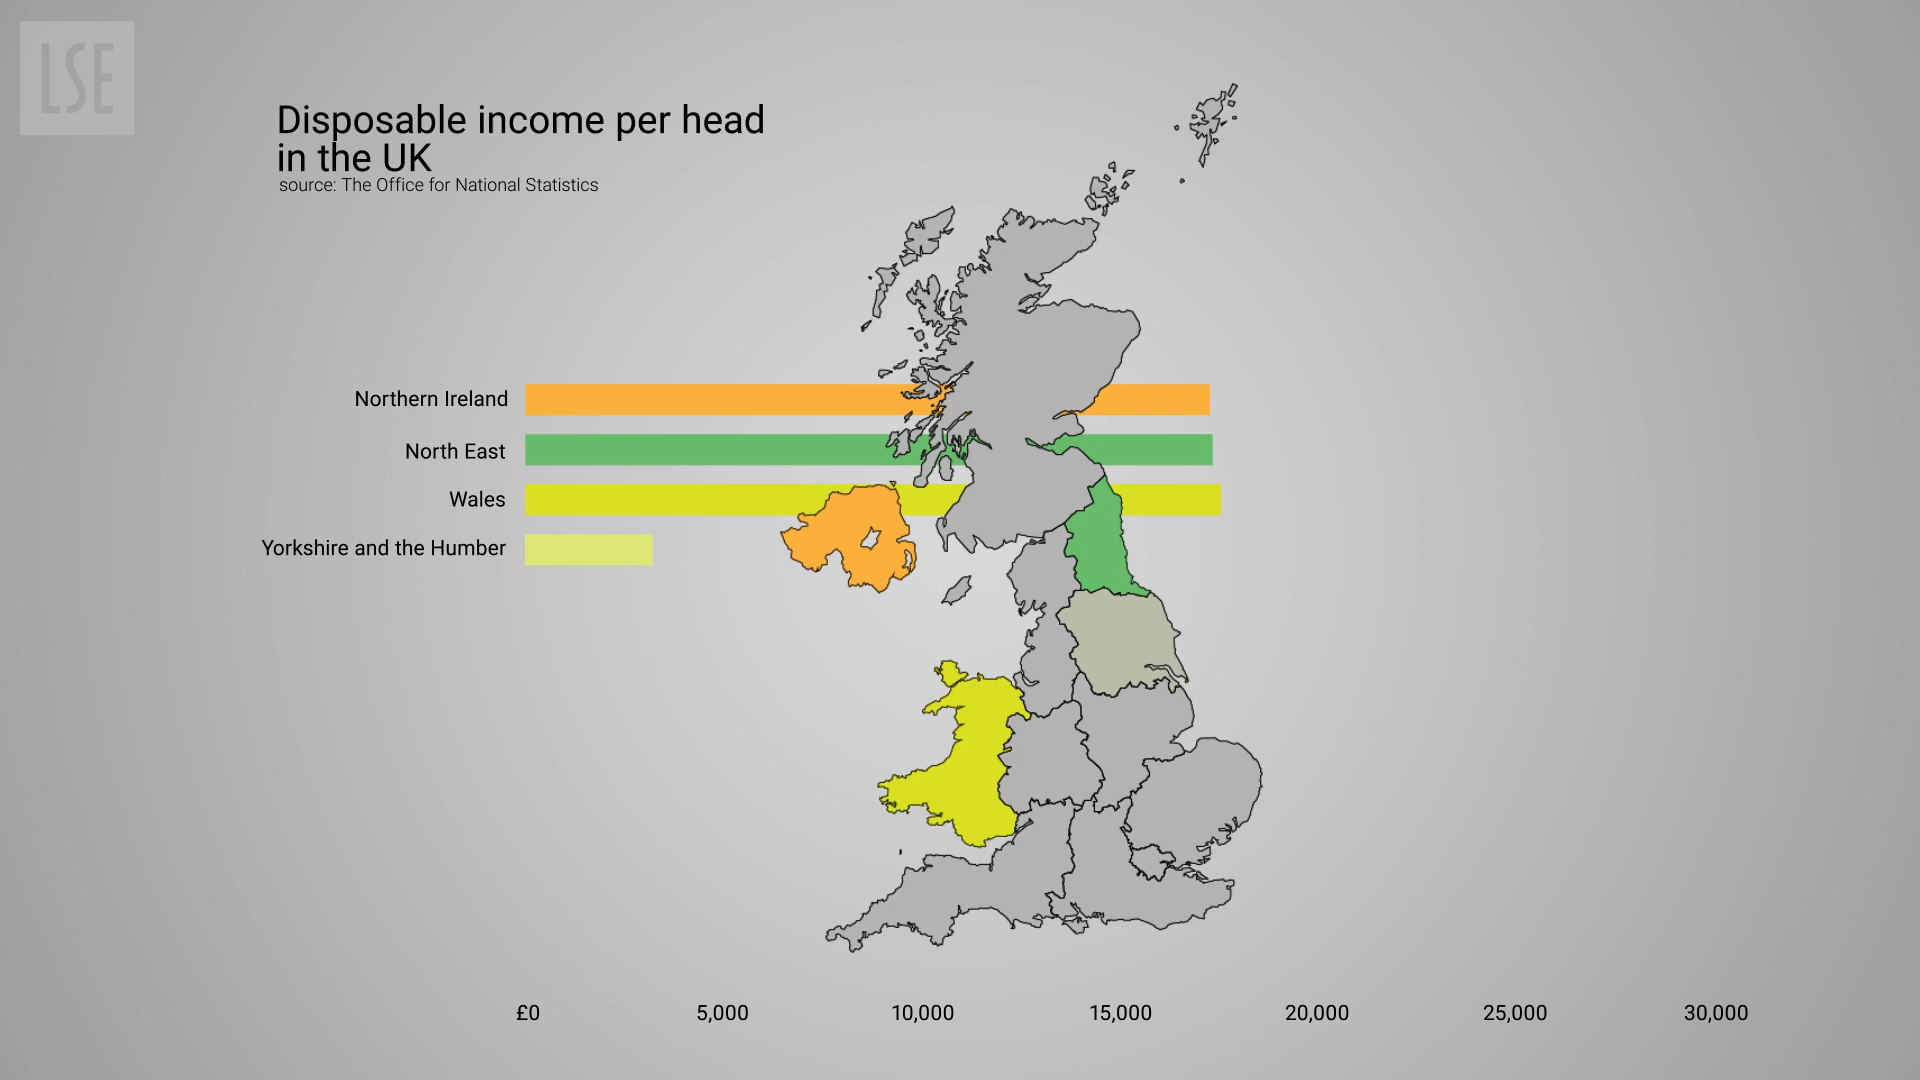 LSE
Disposable income per head
in the UK
source: The Office for National Statistics
Northern Ireland
North East
Wales
Yorkshire and the Humber
£0 5,000 10,000 15,000 20,000 25,000 30,000